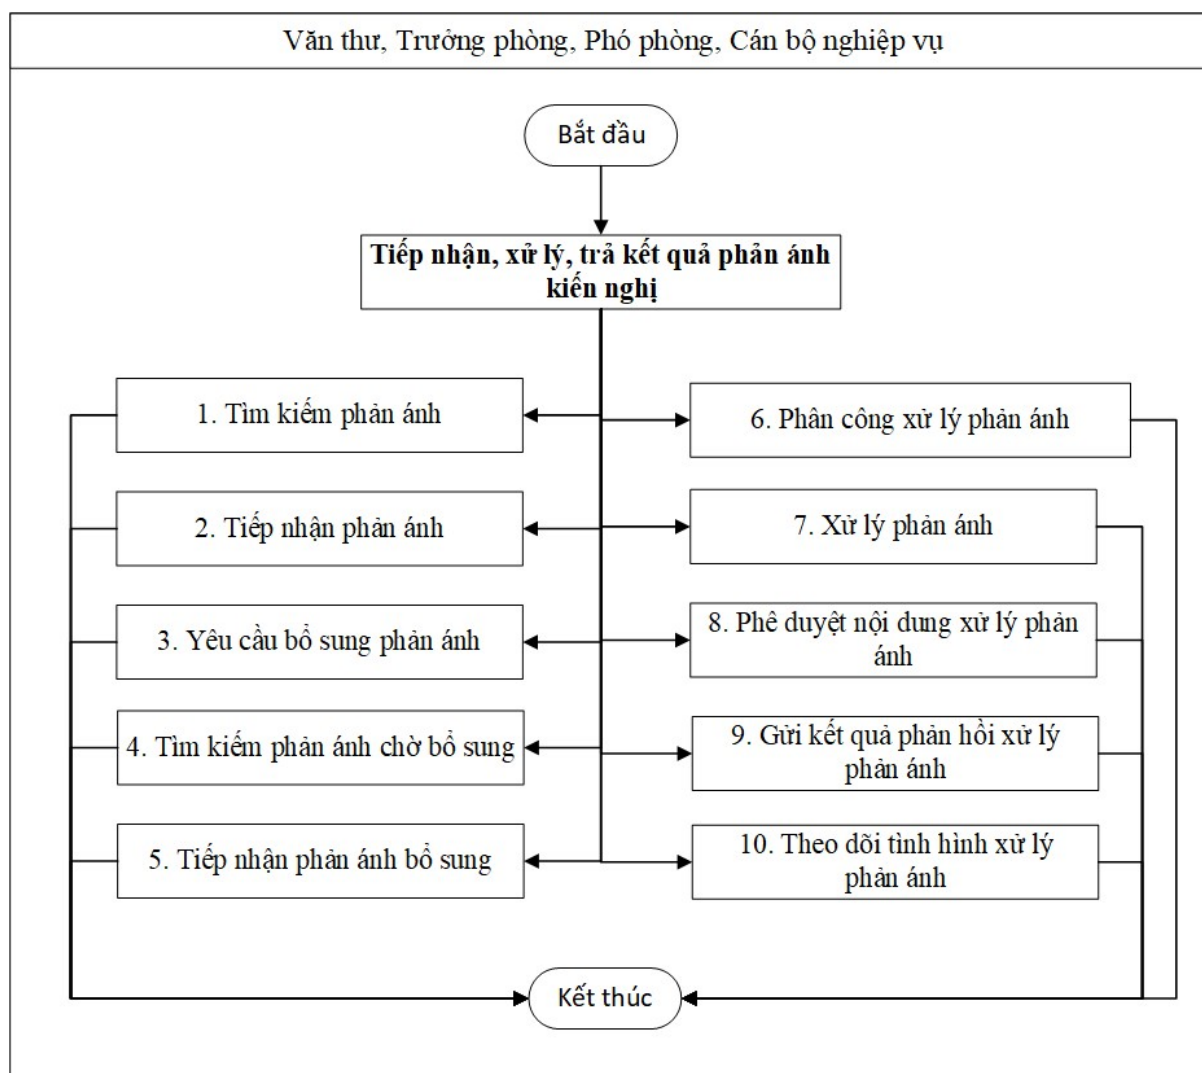 Văn thư, Trưởng phòng, Phó phòng, Cán bộ nghiệp vụ
Bắt đầu
Tiếp nhận, xử lý, trả kết quả phản ánh
kiến nghị
1. Tìm kiếm phản ánh
2. Tiếp nhận phản ánh
3. Yêu cầu bổ sung phản ánh
4. Tìm kiếm phản ánh chờ bổ sung
5. Tiếp nhận phản ánh bổ sung
6. Phân công xử lý phản ánh
7. Xử lý phản ánh
8. Phê duyệt nội dung xử lý phản
ánh
9. Gửi kết quả phản hồi xử lý
phản ánh
10. Theo dõi tình hình xử lý
phản ánh
Kết thúc